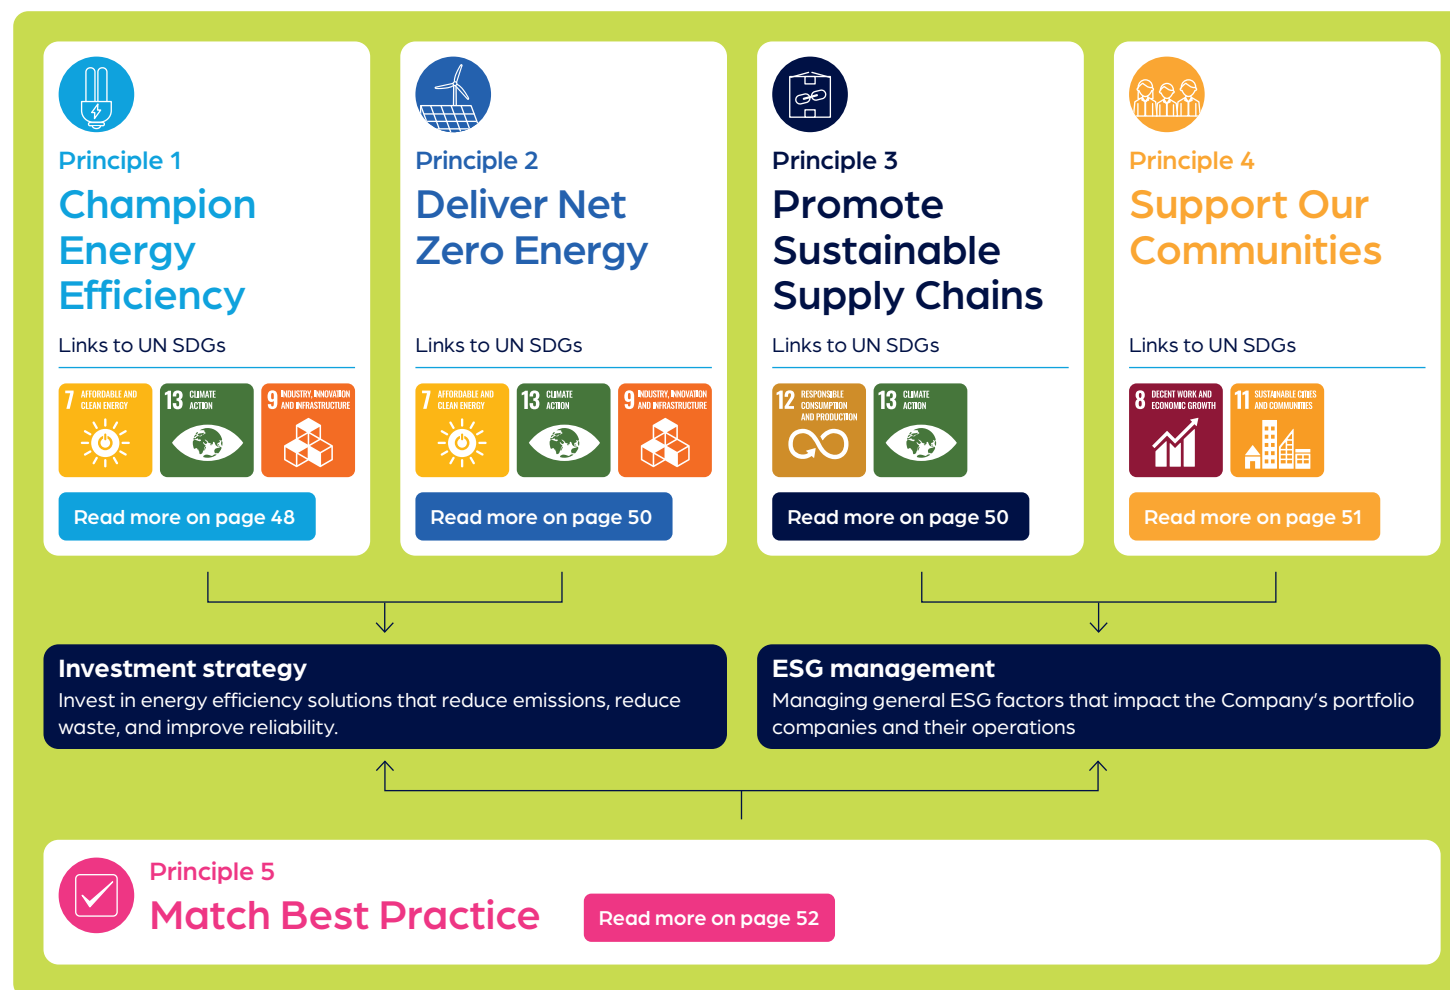 Principle 1
Champion
Energy
Efficiency
Links to UN SDGs
7 AFFORDABLE AND
CLEAN ENERGY
13 CLIMATE
ACTION
9 INDUSTRY, INNOVATION
AND INFRASTRUCTURE
Read more on page 48
Principle 2
Deliver Net
Zero Energy
Links to UN SDGs
7 AFFORDABLE AND
CLEAN ENERGY
13 CLIMATE
ACTION
9 INDUSTRY, INNOVATION
AND INFRASTRUCTURE
Read more on page 50
Principle 3
Promote
Sustainable
Supply Chains
Links to UN SDGs
12 RESPONSIBLE
CONSUMPTION
AND PRODUCTION
13 CLIMATE
ACTION
Read more on page 50
Principle 4
Support Our
Communities
Links to UN SDGs
8 DECENT WORK AND
ECONOMIC GROWTH
11 SUSTAINABLE CITIES
AND COMMUNITIES
Read more on page 51
Investment strategy
Invest in energy efficiency solutions that reduce emissions, reduce
waste, and improve reliability.
ESG management
Managing general ESG factors that impact the Company’s portfolio
companies and their operations
Principle 5
Match Best Practice
Read more on page 52